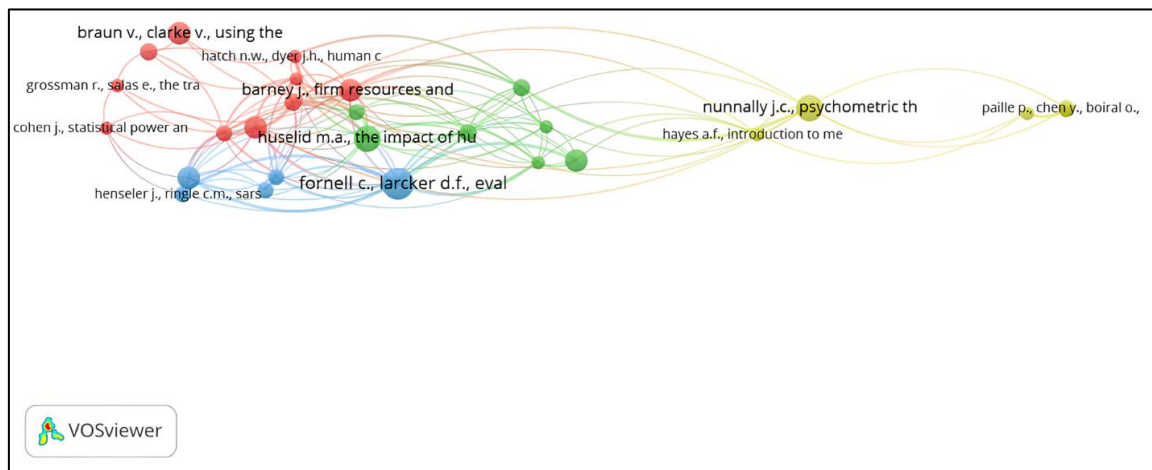 braun v., clarke v., using the
hatch n.w., dyer j.h., human c
grossman r., salas e., the tra
barney j., firm resources and
nunnally j.c., psychometric th
paille p., chen y., boiral o.,
cohen j., statistical power an
huselid m.a., the impact of hu
hayes a.f., introduction to me
fornell c., larcker d.f., eval
henseler j., ringle c.m., sars
VOSviewer